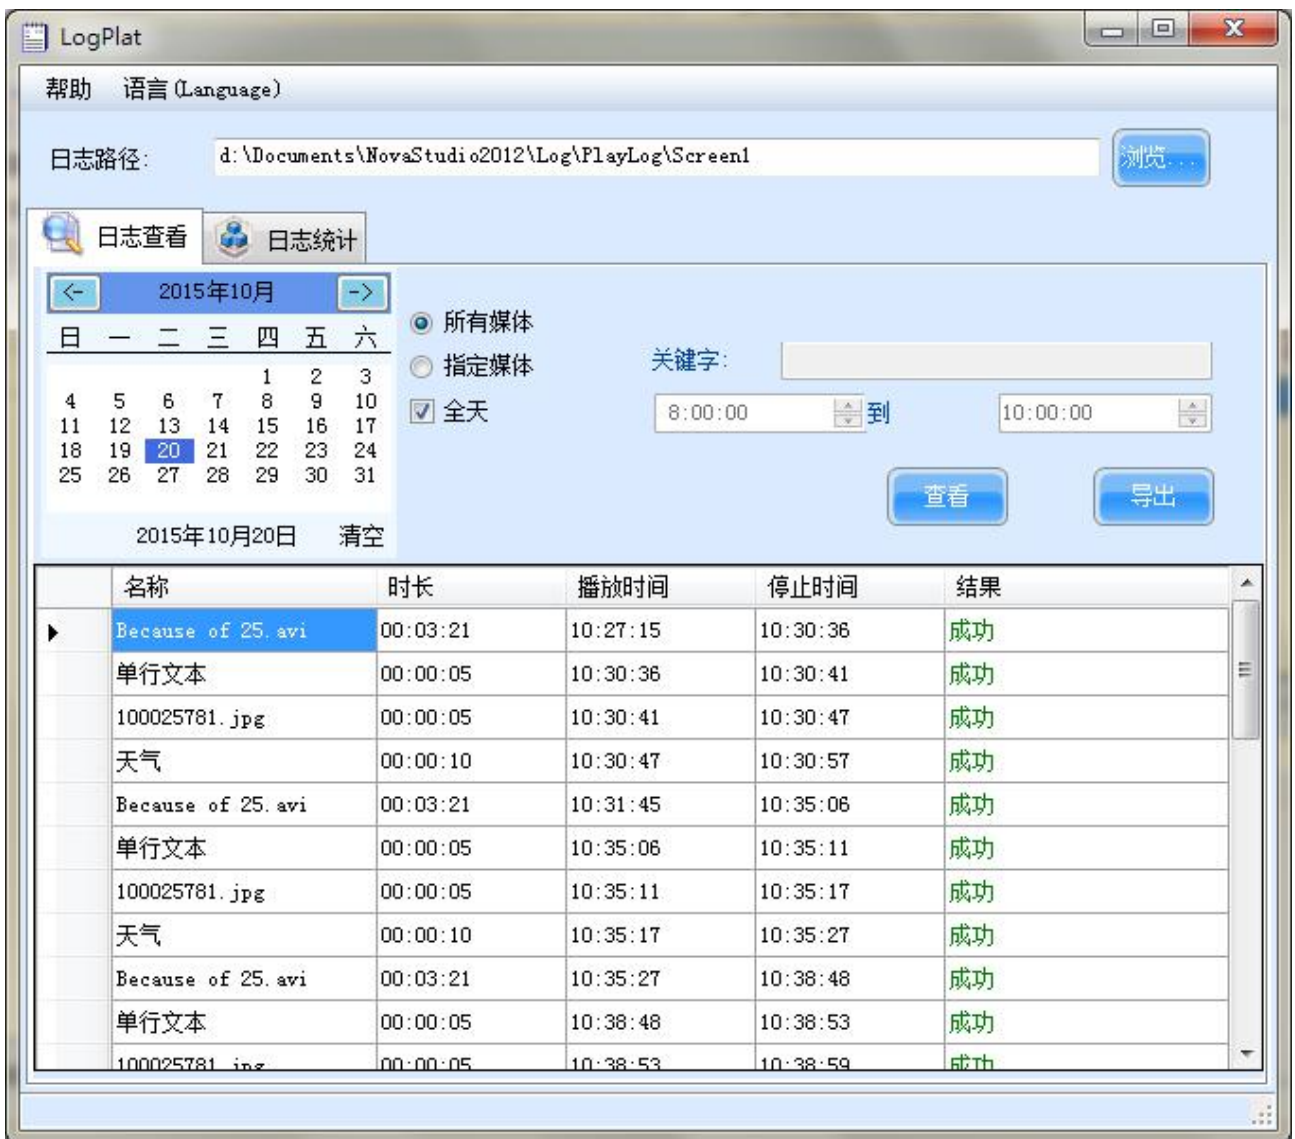 LogPlat
帮助 语言(Language)
日志路径: d:\Documents\NovaStudio2012\Log\PlayLog\Screen1 浏览...
日志查看 日志统计
<- 2015年10月 ->
日 一 二 三 四 五 六
1 2 3
4 5 6 7 8 9 10
11 12 13 14 15 16 17
18 19 20 21 22 23 24
25 26 27 28 29 30 31
2015年10月20日 清空
所有媒体
指定媒体 关键字:
全天 8:00:00 到 10:00:00
查看 导出
名称 时长 播放时间 停止时间 结果
Because of 25.avi 00:03:21 10:27:15 10:30:36 成功
单行文本 00:00:05 10:30:36 10:30:41 成功
100025781.jpg 00:00:05 10:30:41 10:30:47 成功
天气 00:00:10 10:30:47 10:30:57 成功
Because of 25.avi 00:03:21 10:31:45 10:35:06 成功
单行文本 00:00:05 10:35:06 10:35:11 成功
100025781.jpg 00:00:05 10:35:11 10:35:17 成功
天气 00:00:10 10:35:17 10:35:27 成功
Because of 25.avi 00:03:21 10:35:27 10:38:48 成功
单行文本 00:00:05 10:38:48 10:38:53 成功
100025781.jpg 00:00:05 10:38:53 10:38:59 成功